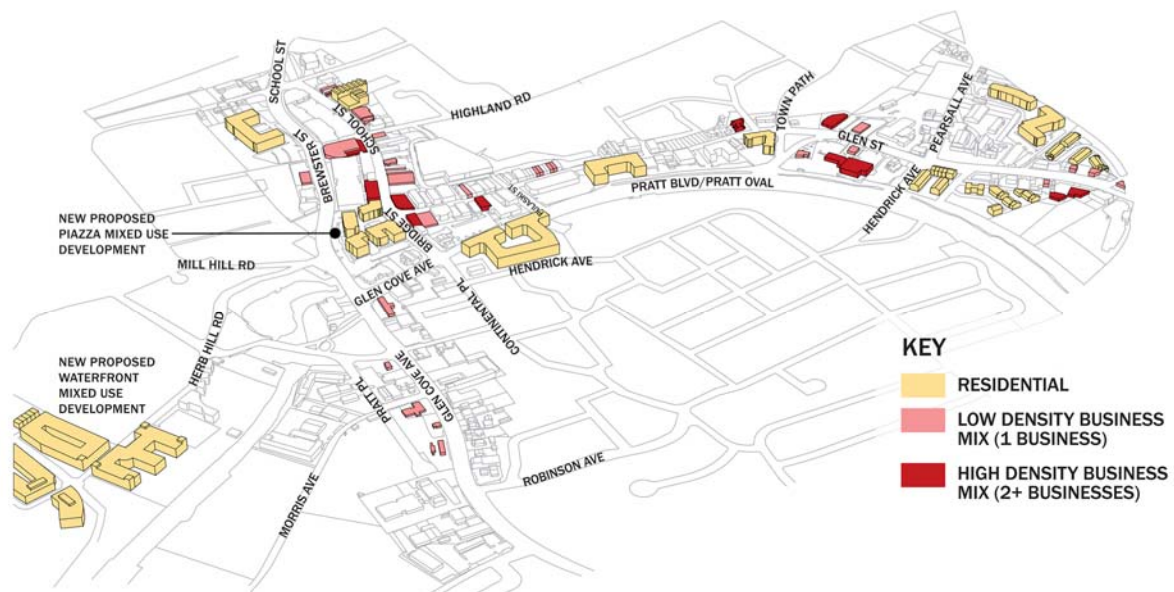 SCHOOL ST
HIGHLAND RD
SCHOOL ST
BREWSTER ST
TOWN PATH
GLEN ST
PEARSALL AVE
PRATT BLVD/PRATT OVAL
HENDRICK AVE
PULASKI ST
NEW PROPOSED
PIAZZA MIXED USE
DEVELOPMENT
BRIDGE ST
MILL HILL RD
GLEN COVE AVE
HENDRICK AVE
CONTINENTAL PL
HERB HILL RD
NEW PROPOSED
WATERFRONT
MIXED USE
DEVELOPMENT
PRATT PL
GLEN COVE AVE
MORRIS AVE
ROBINSON AVE
KEY
RESIDENTIAL
LOW DENSITY BUSINESS
MIX (1 BUSINESS)
HIGH DENSITY BUSINESS
MIX (2+ BUSINESSES)